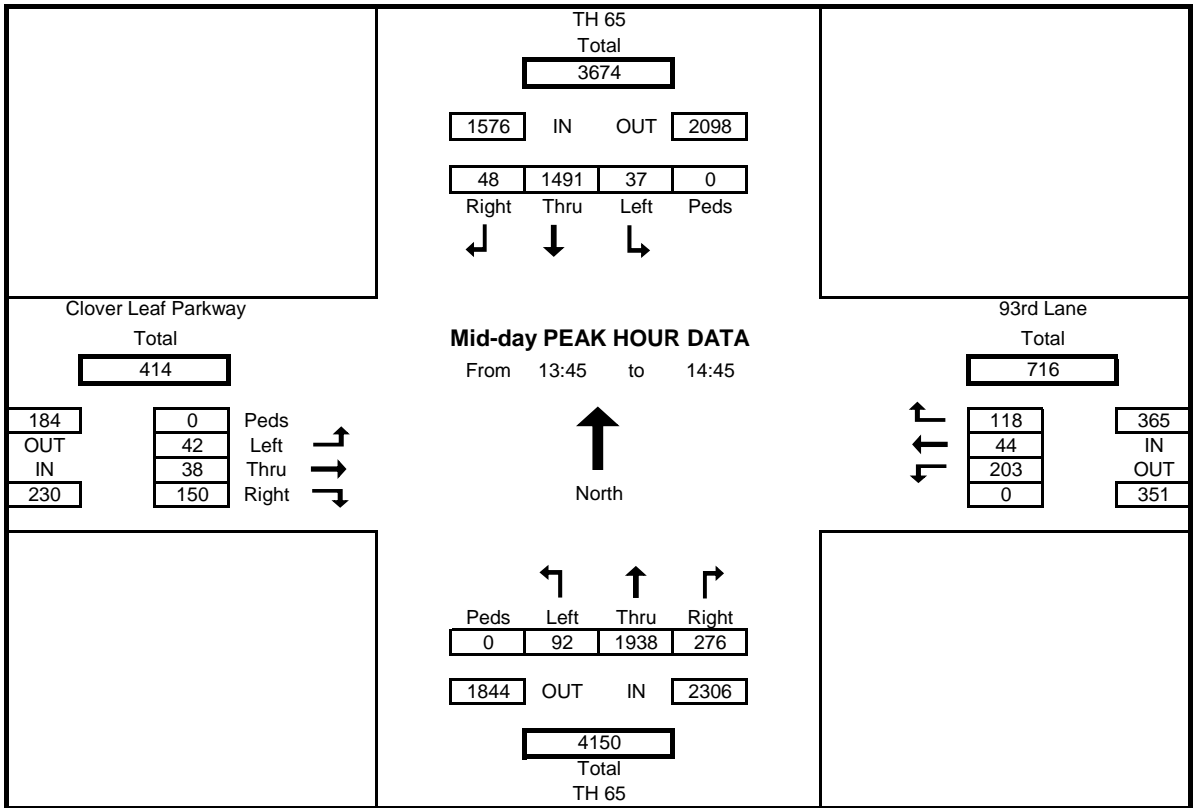 TH 65
Total
3674
1576 IN OUT 2098
48 1491 37 0
Right Thru Left Peds
Clover Leaf Parkway
Total
414
184 0 Peds
OUT 42 Left
IN 38 Thru
230 150 Right
Mid-day PEAK HOUR DATA
From 13:45 to 14:45
North
93rd Lane
Total
716
118 365
44 IN
203 OUT
0 351
Peds Left Thru Right
0 92 1938 276
1844 OUT IN 2306
4150
Total
TH 65